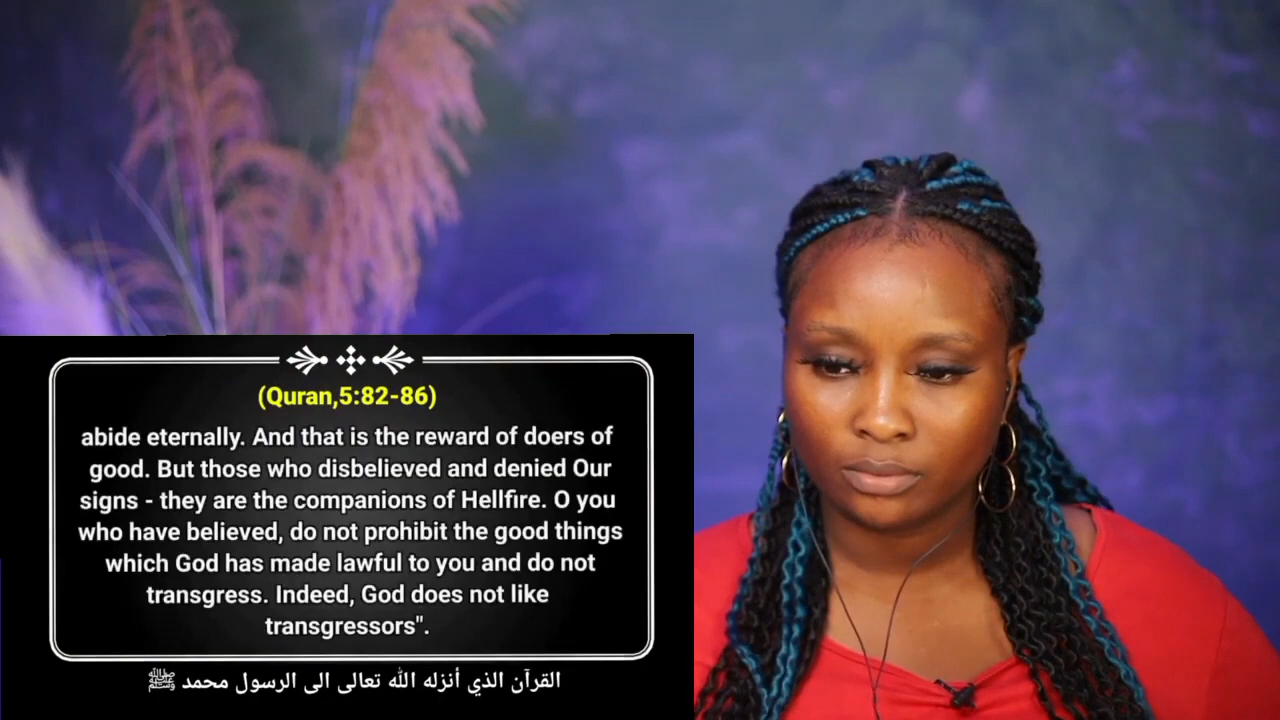 (Quran,5:82-86)
abide eternally. And that is the reward of doers of
good. But those who disbelieved and denied Our
signs - they are the companions of Hellfire. O you
who have believed, do not prohibit the good things
which God has made lawful to you and do not
transgress. Indeed, God does not like
transgressors".
القرآن الذي أنزله الله تعالى الى الرسول محمد ﷺ